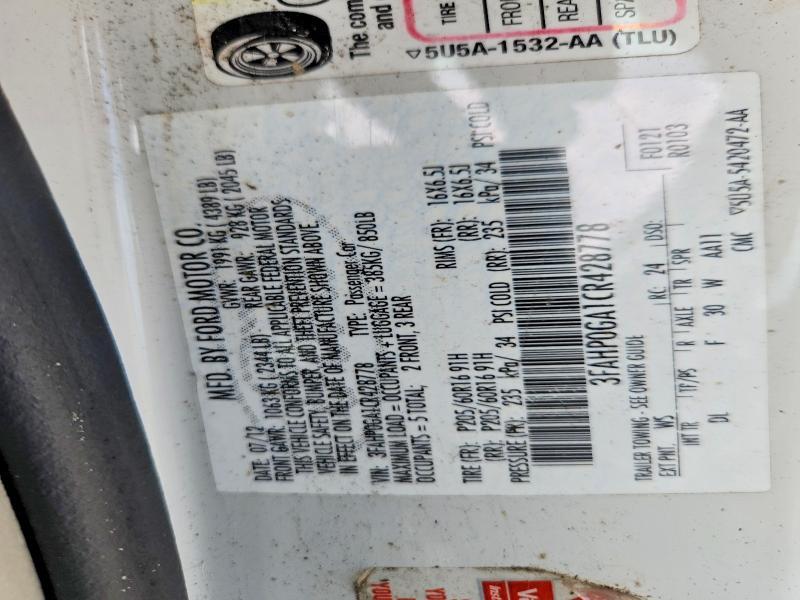 The com
TIRE
FRO
REA
SPA
5U5A-1532-AA (TLU)
MFD. BY FORD MOTOR CO.
DATE: 07/12 GVWR: 1991 KG ( 4389 LB)
FRONT GAWR: 1063 KG (2344LB) REAR GAWR: 928 KG ( 2045 LB)
THIS VEHICLE CONFORMS TO ALL APPLICABLE FEDERAL MOTOR
VEHICLE SAFETY, BUMPER, AND THEFT PREVENTION STANDARDS
IN EFFECT ON THE DATE OF MANUFACTURE SHOWN ABOVE.
VIN: 3FAHP0GA1CR428778 TYPE: Passenger Car
MAXIMUM LOAD = OCCUPANTS + LUGGAGE = 385KG/ 850LB
OCCUPANTS = 5 TOTAL; 2 FRONT, 3 REAR
TIRE (FR): P205/60R16 91H RIMS (FR): 16X6.5J
(RR): P205/60R16 91H (RR): 16X6.5J
PRESSURE (FR): 235 kPa/ 34 PSI COLD (RR): 235 kPa/ 34 PSI COLD
3FAHP0GA1CR428778
F0121
R0103
TRAILER TOWING - SEE OWNER GUIDE
EXT PNT: WS RC: 24 DSO:
INT TR TP/PS R AXLE TR SPR
DL F 30 W AA11
CMC 5U5A-5420472-AA